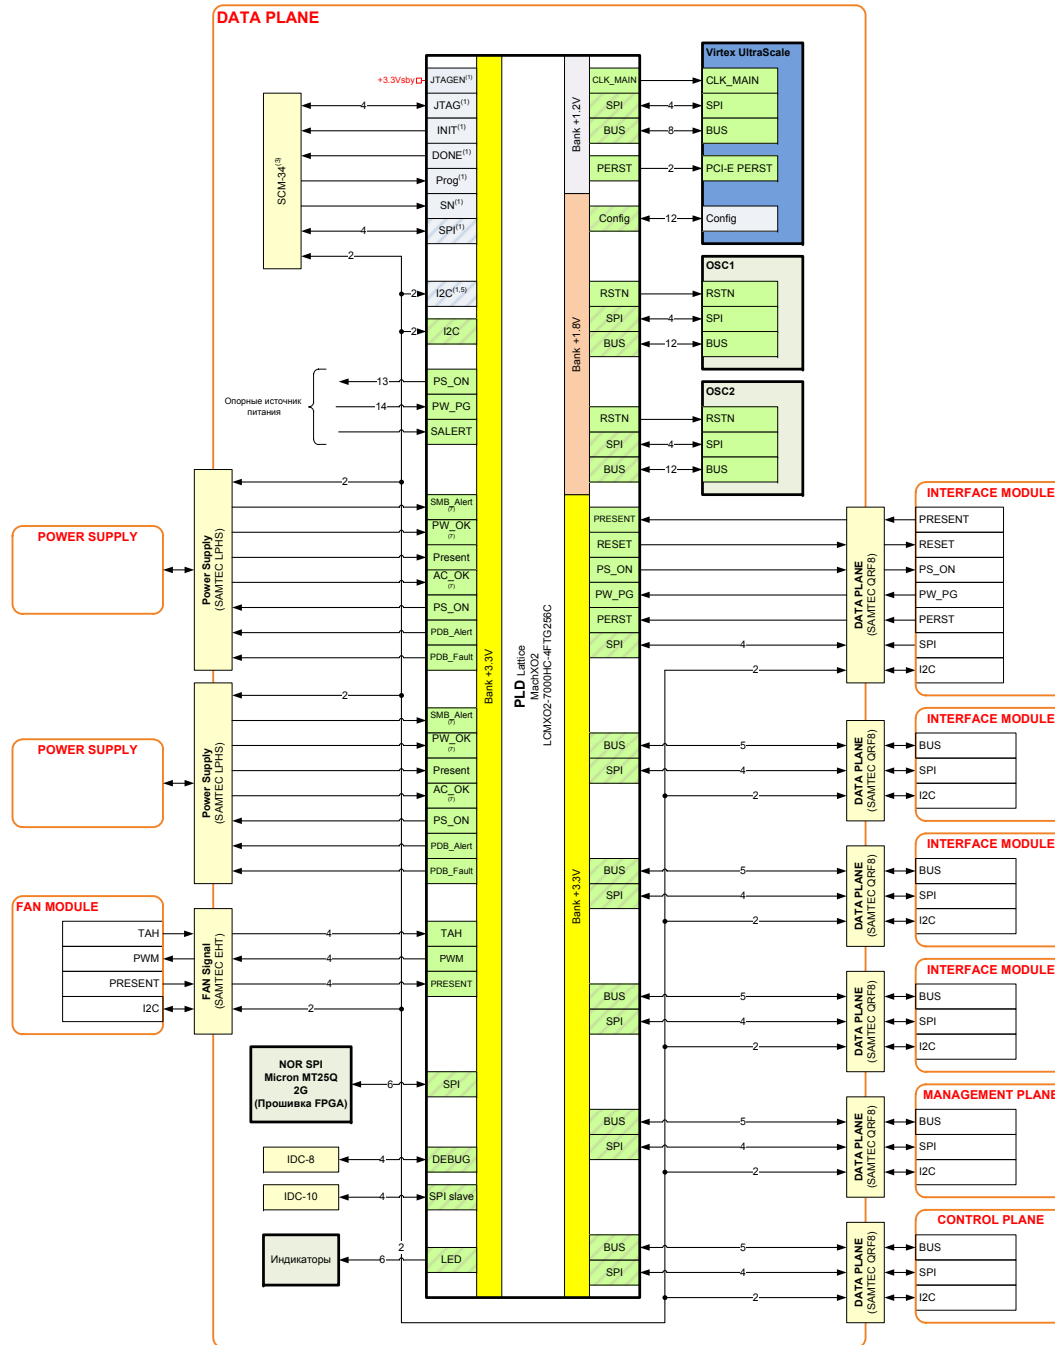 DATA PLANE
+3.3Vsby
JTAGEN(1)
JTAG(1)
INIT(1)
DONE(1)
Prog(1)
SN(1)
SPI(1)
I2C(1,5)
I2C
PS_ON
PW_PG
SALERT
SCM-34(3)
4
4
2
2
2
13
14
Опорные источник
питания
Bank +3.3V
PLD Lattice
MachXO2
LCMXO2-7000HC-4FTG256C
Bank +1.2V
Bank +1.8V
Bank +3.3V
CLK_MAIN
SPI
BUS
PERST
Config
4
8
2
12
Virtex UltraScale
CLK_MAIN
SPI
BUS
PCI-E PERST
Config
RSTN
SPI
BUS
4
12
OSC1
RSTN
SPI
BUS
RSTN
SPI
BUS
4
12
OSC2
RSTN
SPI
BUS
POWER SUPPLY
Power Supply
(SAMTEC LPHS)
2
SMB_Alert
(7)
PW_OK
(7)
Present
AC_OK
(7)
PS_ON
PDB_Alert
PDB_Fault
POWER SUPPLY
Power Supply
(SAMTEC LPHS)
2
SMB_Alert
(7)
PW_OK
(7)
Present
AC_OK
(7)
PS_ON
PDB_Alert
PDB_Fault
FAN MODULE
TAH
PWM
PRESENT
I2C
FAN Signal
(SAMTEC EHT)
4
4
4
2
TAH
PWM
PRESENT
NOR SPI
Micron MT25Q
2G
(Прошивка FPGA)
6
SPI
IDC-8
4
DEBUG
IDC-10
4
SPI slave
Индикаторы
6
LED
2
PRESENT
RESET
PS_ON
PW_PG
PERST
SPI
4
2
DATA PLANE
(SAMTEC QRF8)
INTERFACE MODULE
PRESENT
RESET
PS_ON
PW_PG
PERST
SPI
I2C
BUS
SPI
5
4
2
DATA PLANE
(SAMTEC QRF8)
INTERFACE MODULE
BUS
SPI
I2C
BUS
SPI
5
4
2
DATA PLANE
(SAMTEC QRF8)
INTERFACE MODULE
BUS
SPI
I2C
BUS
SPI
5
4
2
DATA PLANE
(SAMTEC QRF8)
INTERFACE MODULE
BUS
SPI
I2C
BUS
SPI
5
4
2
DATA PLANE
(SAMTEC QRF8)
MANAGEMENT PLANE
BUS
SPI
I2C
BUS
SPI
5
4
2
DATA PLANE
(SAMTEC QRF8)
CONTROL PLANE
BUS
SPI
I2C